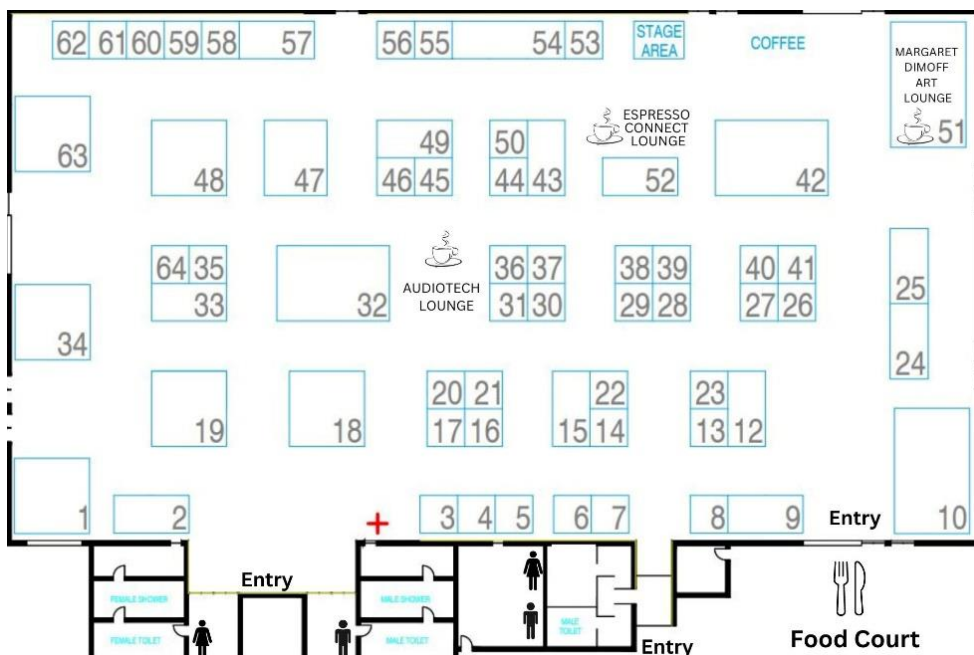 62 61 60 59 58 57 56 55 54 53
STAGE
AREA
COFFEE
MARGARET
DIMOFF
ART
LOUNGE
51
63
48
47
49
46 45
50
44 43
ESPRESSO
CONNECT
LOUNGE
52
42
64 35
33
32
AUDIOTECH
LOUNGE
36 37
31 30
38 39
29 28
40 41
27 26
25
24
34
19
18
20 21
17 16
22
15 14
23
13 12
1
2
3 4 5
6 7
8 9
Entry
10
Entry
FEMALE SHOWER
FEMALE TOILET
MALE SHOWER
MALE TOILET
MALE
TOILET
Entry
Food Court